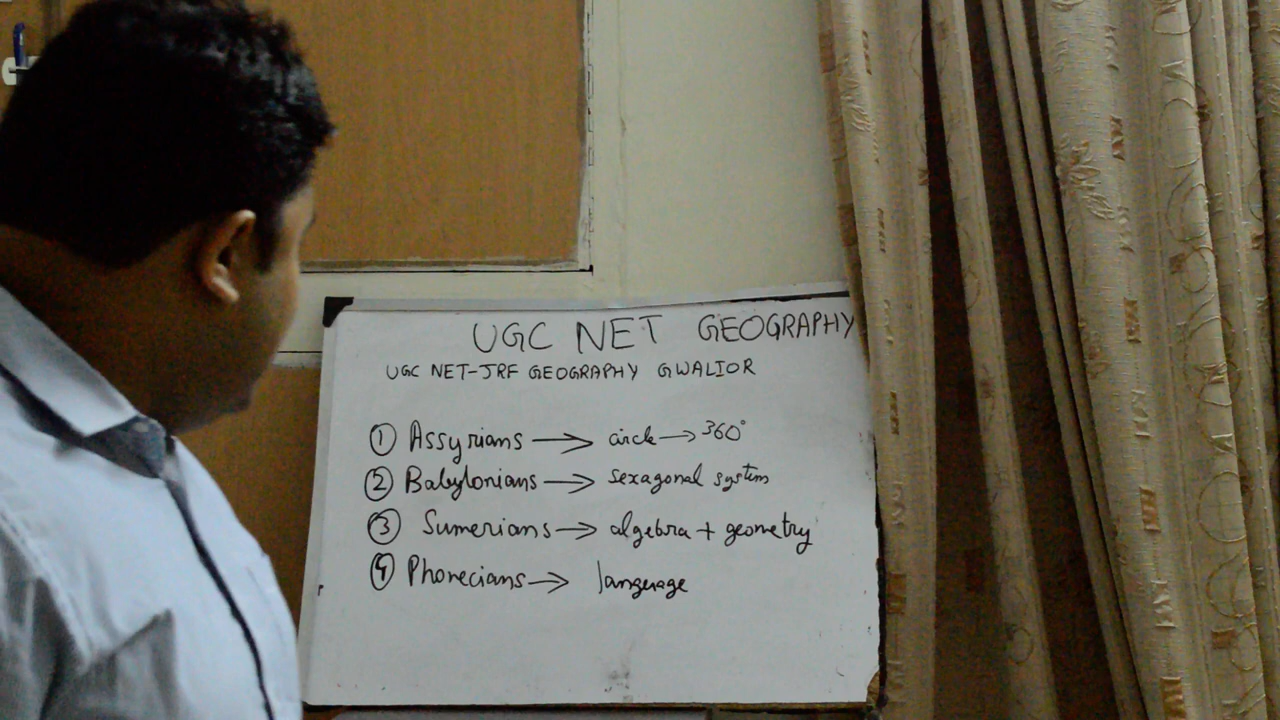 UGC NET GEOGRAPHY
UGC NET-JRF GEOGRAPHY GWALIOR
① Assyrians → circle → 360°
② Babylonians → sexagonal system
③ Sumerians → algebra + geometry
④ Phonecians → language